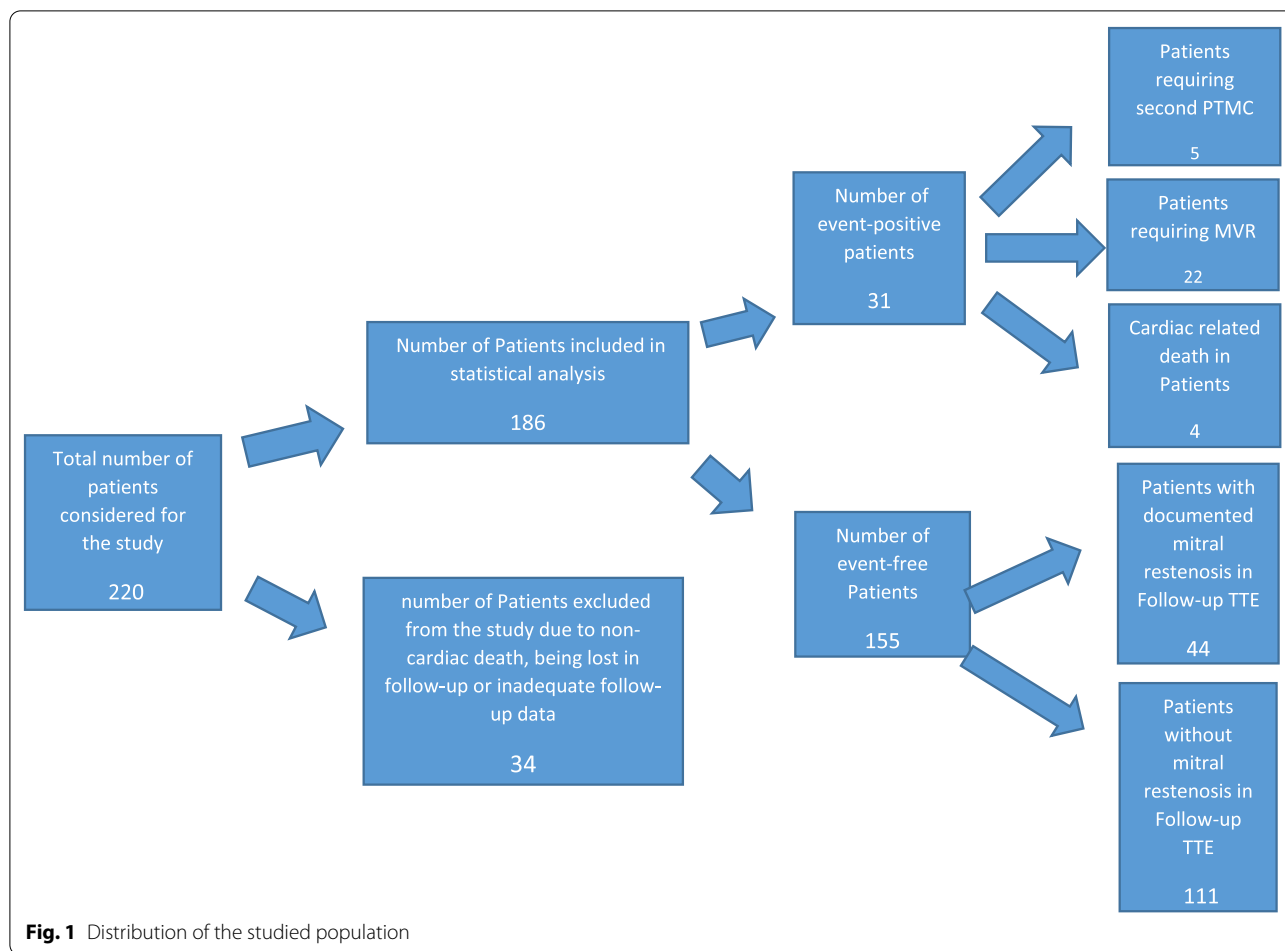 Total number of
patients
considered for
the study
220
Number of Patients included in
statistical analysis
186
number of Patients excluded
from the study due to non-
cardiac death, being lost in
follow-up or inadequate follow-
up data
34
Number of
event-positive
patients
31
Number of
event-free
Patients
155
Patients
requiring
second PTMC
5
Patients
requiring MVR
22
Cardiac related
death in
Patients
4
Patients with
documented
mitral
restenosis in
Follow-up TTE
44
Patients
without
mitral
restenosis in
Follow-up
TTE
111
Fig. 1 Distribution of the studied population